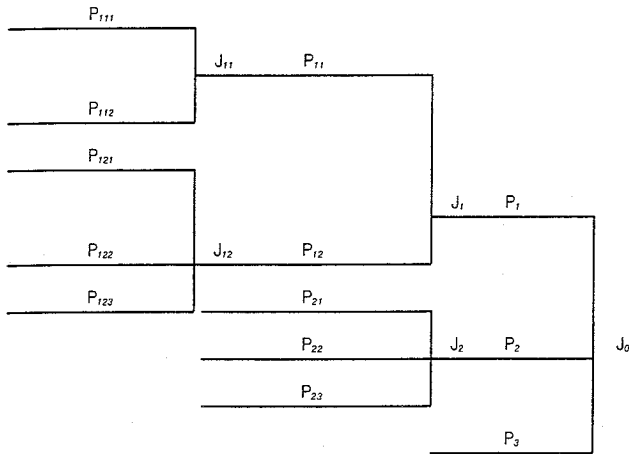 P₁₁₁
J₁₁ P₁₁
P₁₁₂
P₁₂₁
J₁ P₁
P₁₂₂ J₁₂ P₁₂
P₁₂₃ P₂₁
P₂₂ J₂ P₂ J₀
P₂₃
P₃